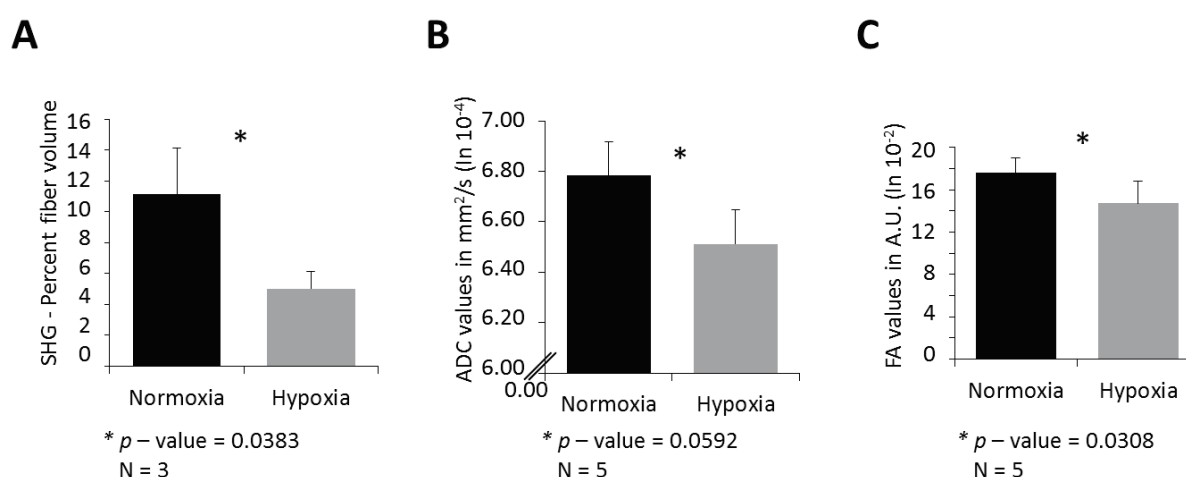 A
SHG - Percent fiber volume
16
14
12
10
8
6
4
2
0
*
Normoxia Hypoxia
* p – value = 0.0383
N = 3
B
ADC values in mm²/s (In 10⁻⁴)
7.00
6.80
6.60
6.40
6.20
6.00
0.00
*
Normoxia Hypoxia
* p – value = 0.0592
N = 5
C
FA values in A.U. (In 10⁻²)
20
16
12
8
4
0
*
Normoxia Hypoxia
* p – value = 0.0308
N = 5